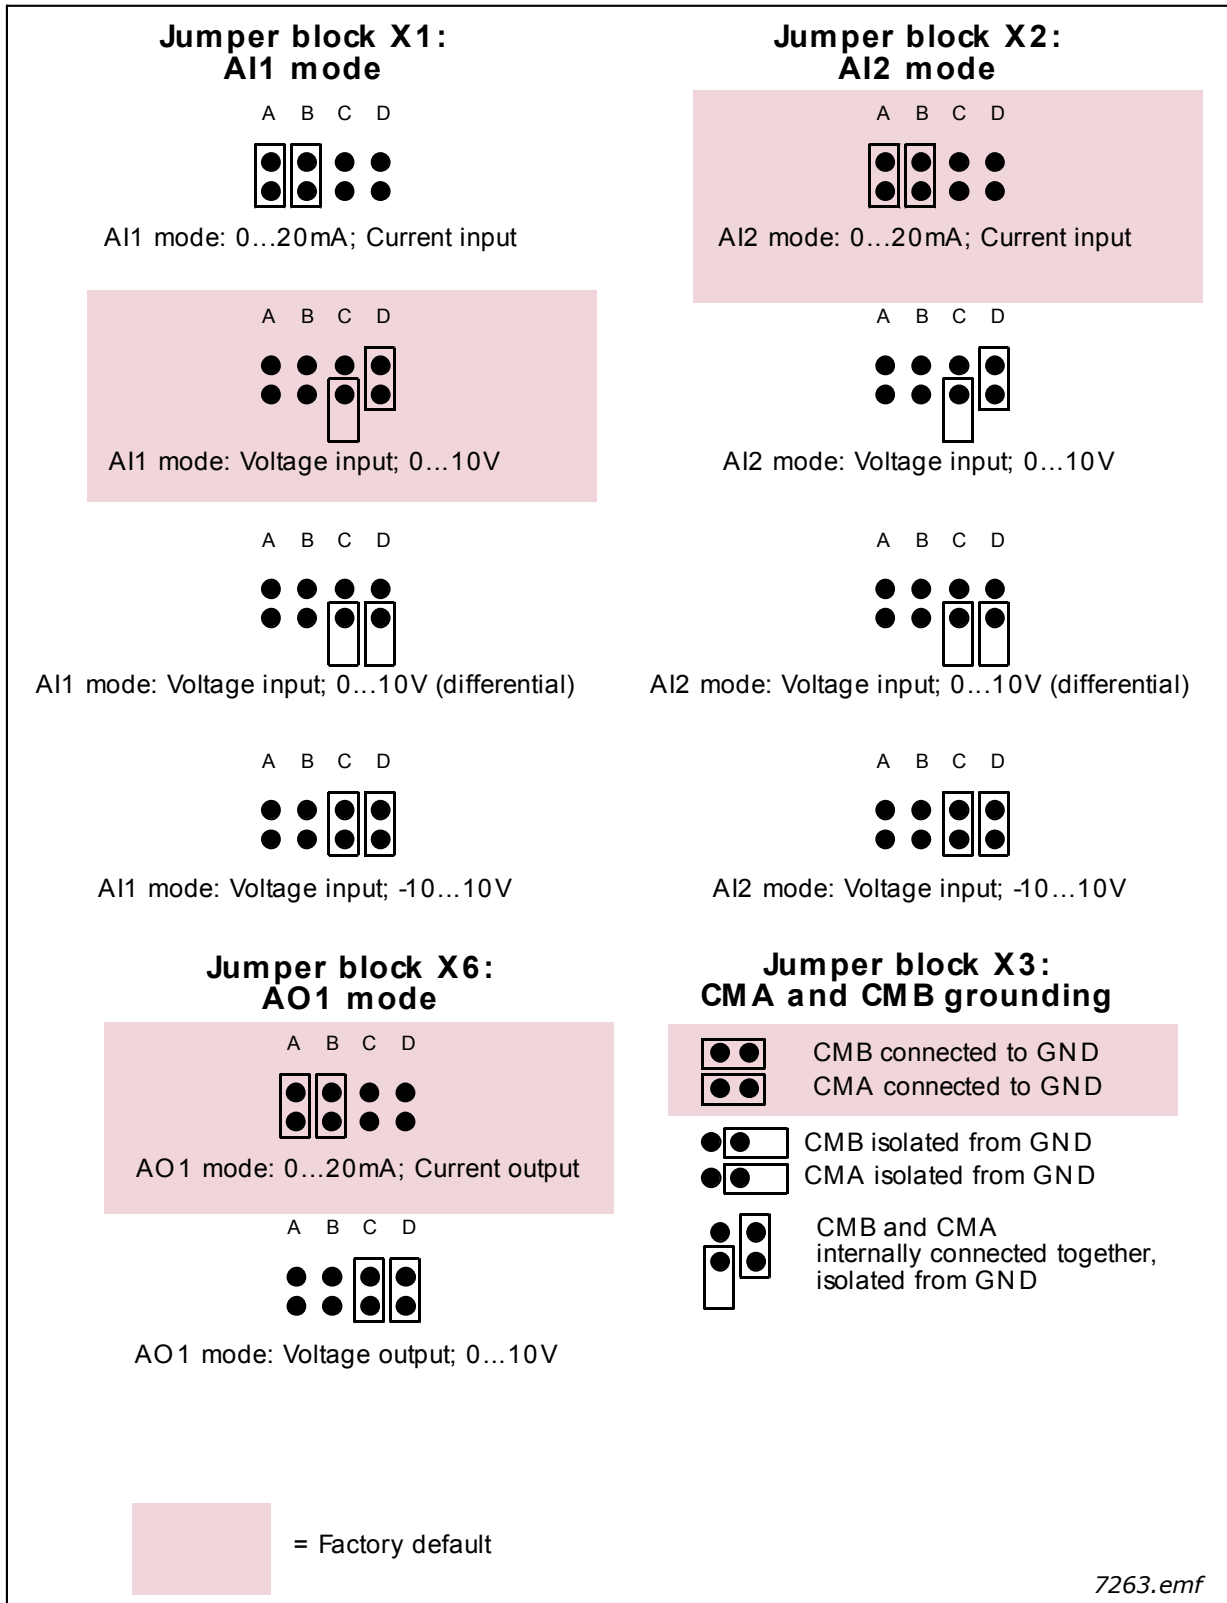 Jumper block X1:
AI1 mode
A B C D
AI1 mode: 0...20mA; Current input
A B C D
AI1 mode: Voltage input; 0...10V
A B C D
AI1 mode: Voltage input; 0...10V (differential)
A B C D
AI1 mode: Voltage input; -10...10V
Jumper block X2:
AI2 mode
A B C D
AI2 mode: 0...20mA; Current input
A B C D
AI2 mode: Voltage input; 0...10V
A B C D
AI2 mode: Voltage input; 0...10V (differential)
A B C D
AI2 mode: Voltage input; -10...10V
Jumper block X6:
AO1 mode
A B C D
AO1 mode: 0...20mA; Current output
A B C D
AO1 mode: Voltage output; 0...10V
Jumper block X3:
CMA and CMB grounding
CMB connected to GND
CMA connected to GND
CMB isolated from GND
CMA isolated from GND
CMB and CMA
internally connected together,
isolated from GND
= Factory default
7263.emf